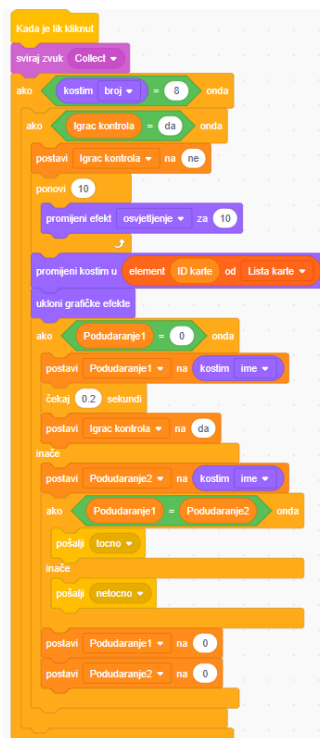 Kada je lik kliknut
sviraj zvuk Collect
ako kostim broj = 8 onda
ako Igrac kontrola = da onda
postavi Igrac kontrola na ne
ponovi 10
promijeni efekt osvjetljenje za 10
promijeni kostim u element ID karte od Lista karte
ukloni grafičke efekte
ako Podudaranje1 = 0 onda
postavi Podudaranje1 na kostim ime
čekaj 0.2 sekundi
postavi Igrac kontrola na da
inače
postavi Podudaranje2 na kostim ime
ako Podudaranje1 = Podudaranje2 onda
pošalji tocno
inače
pošalji netocno
postavi Podudaranje1 na 0
postavi Podudaranje2 na 0